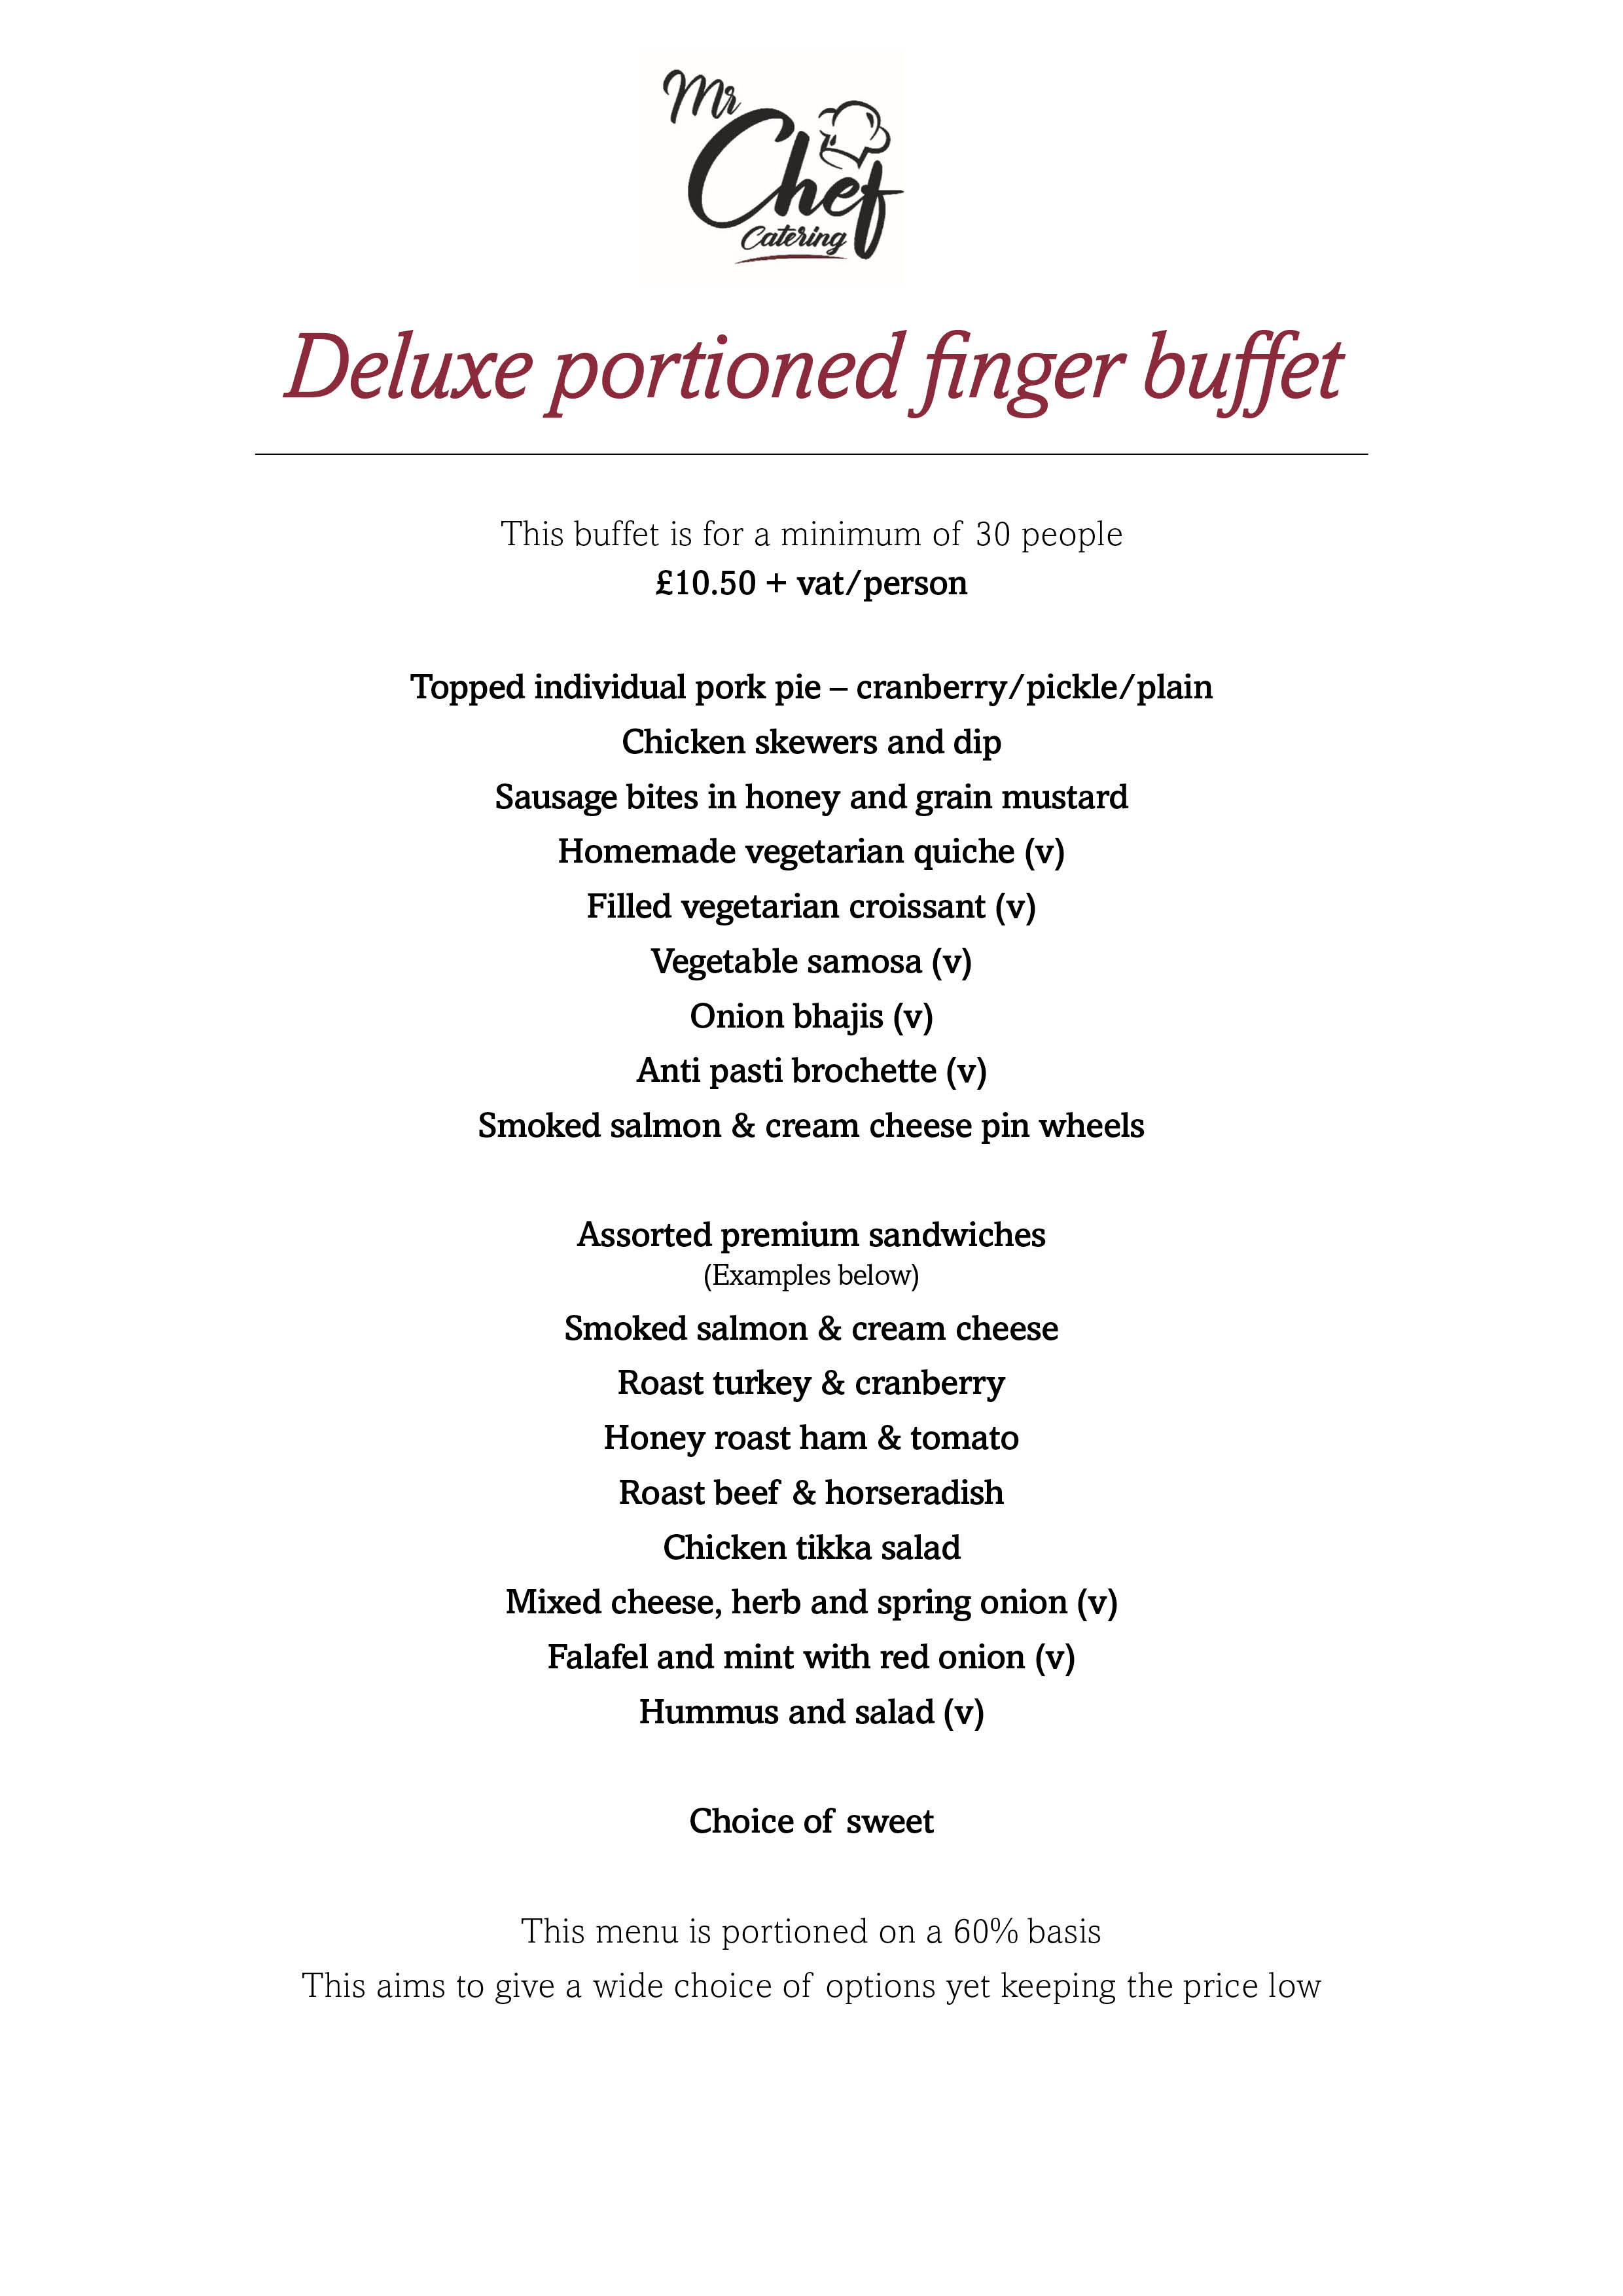 Mr
Chef
Catering
Deluxe portioned finger buffet
This buffet is for a minimum of 30 people
£10.50 + vat/person
Topped individual pork pie – cranberry/pickle/plain
Chicken skewers and dip
Sausage bites in honey and grain mustard
Homemade vegetarian quiche (v)
Filled vegetarian croissant (v)
Vegetable samosa (v)
Onion bhajis (v)
Anti pasti brochette (v)
Smoked salmon & cream cheese pin wheels
Assorted premium sandwiches
(Examples below)
Smoked salmon & cream cheese
Roast turkey & cranberry
Honey roast ham & tomato
Roast beef & horseradish
Chicken tikka salad
Mixed cheese, herb and spring onion (v)
Falafel and mint with red onion (v)
Hummus and salad (v)
Choice of sweet
This menu is portioned on a 60% basis
This aims to give a wide choice of options yet keeping the price low